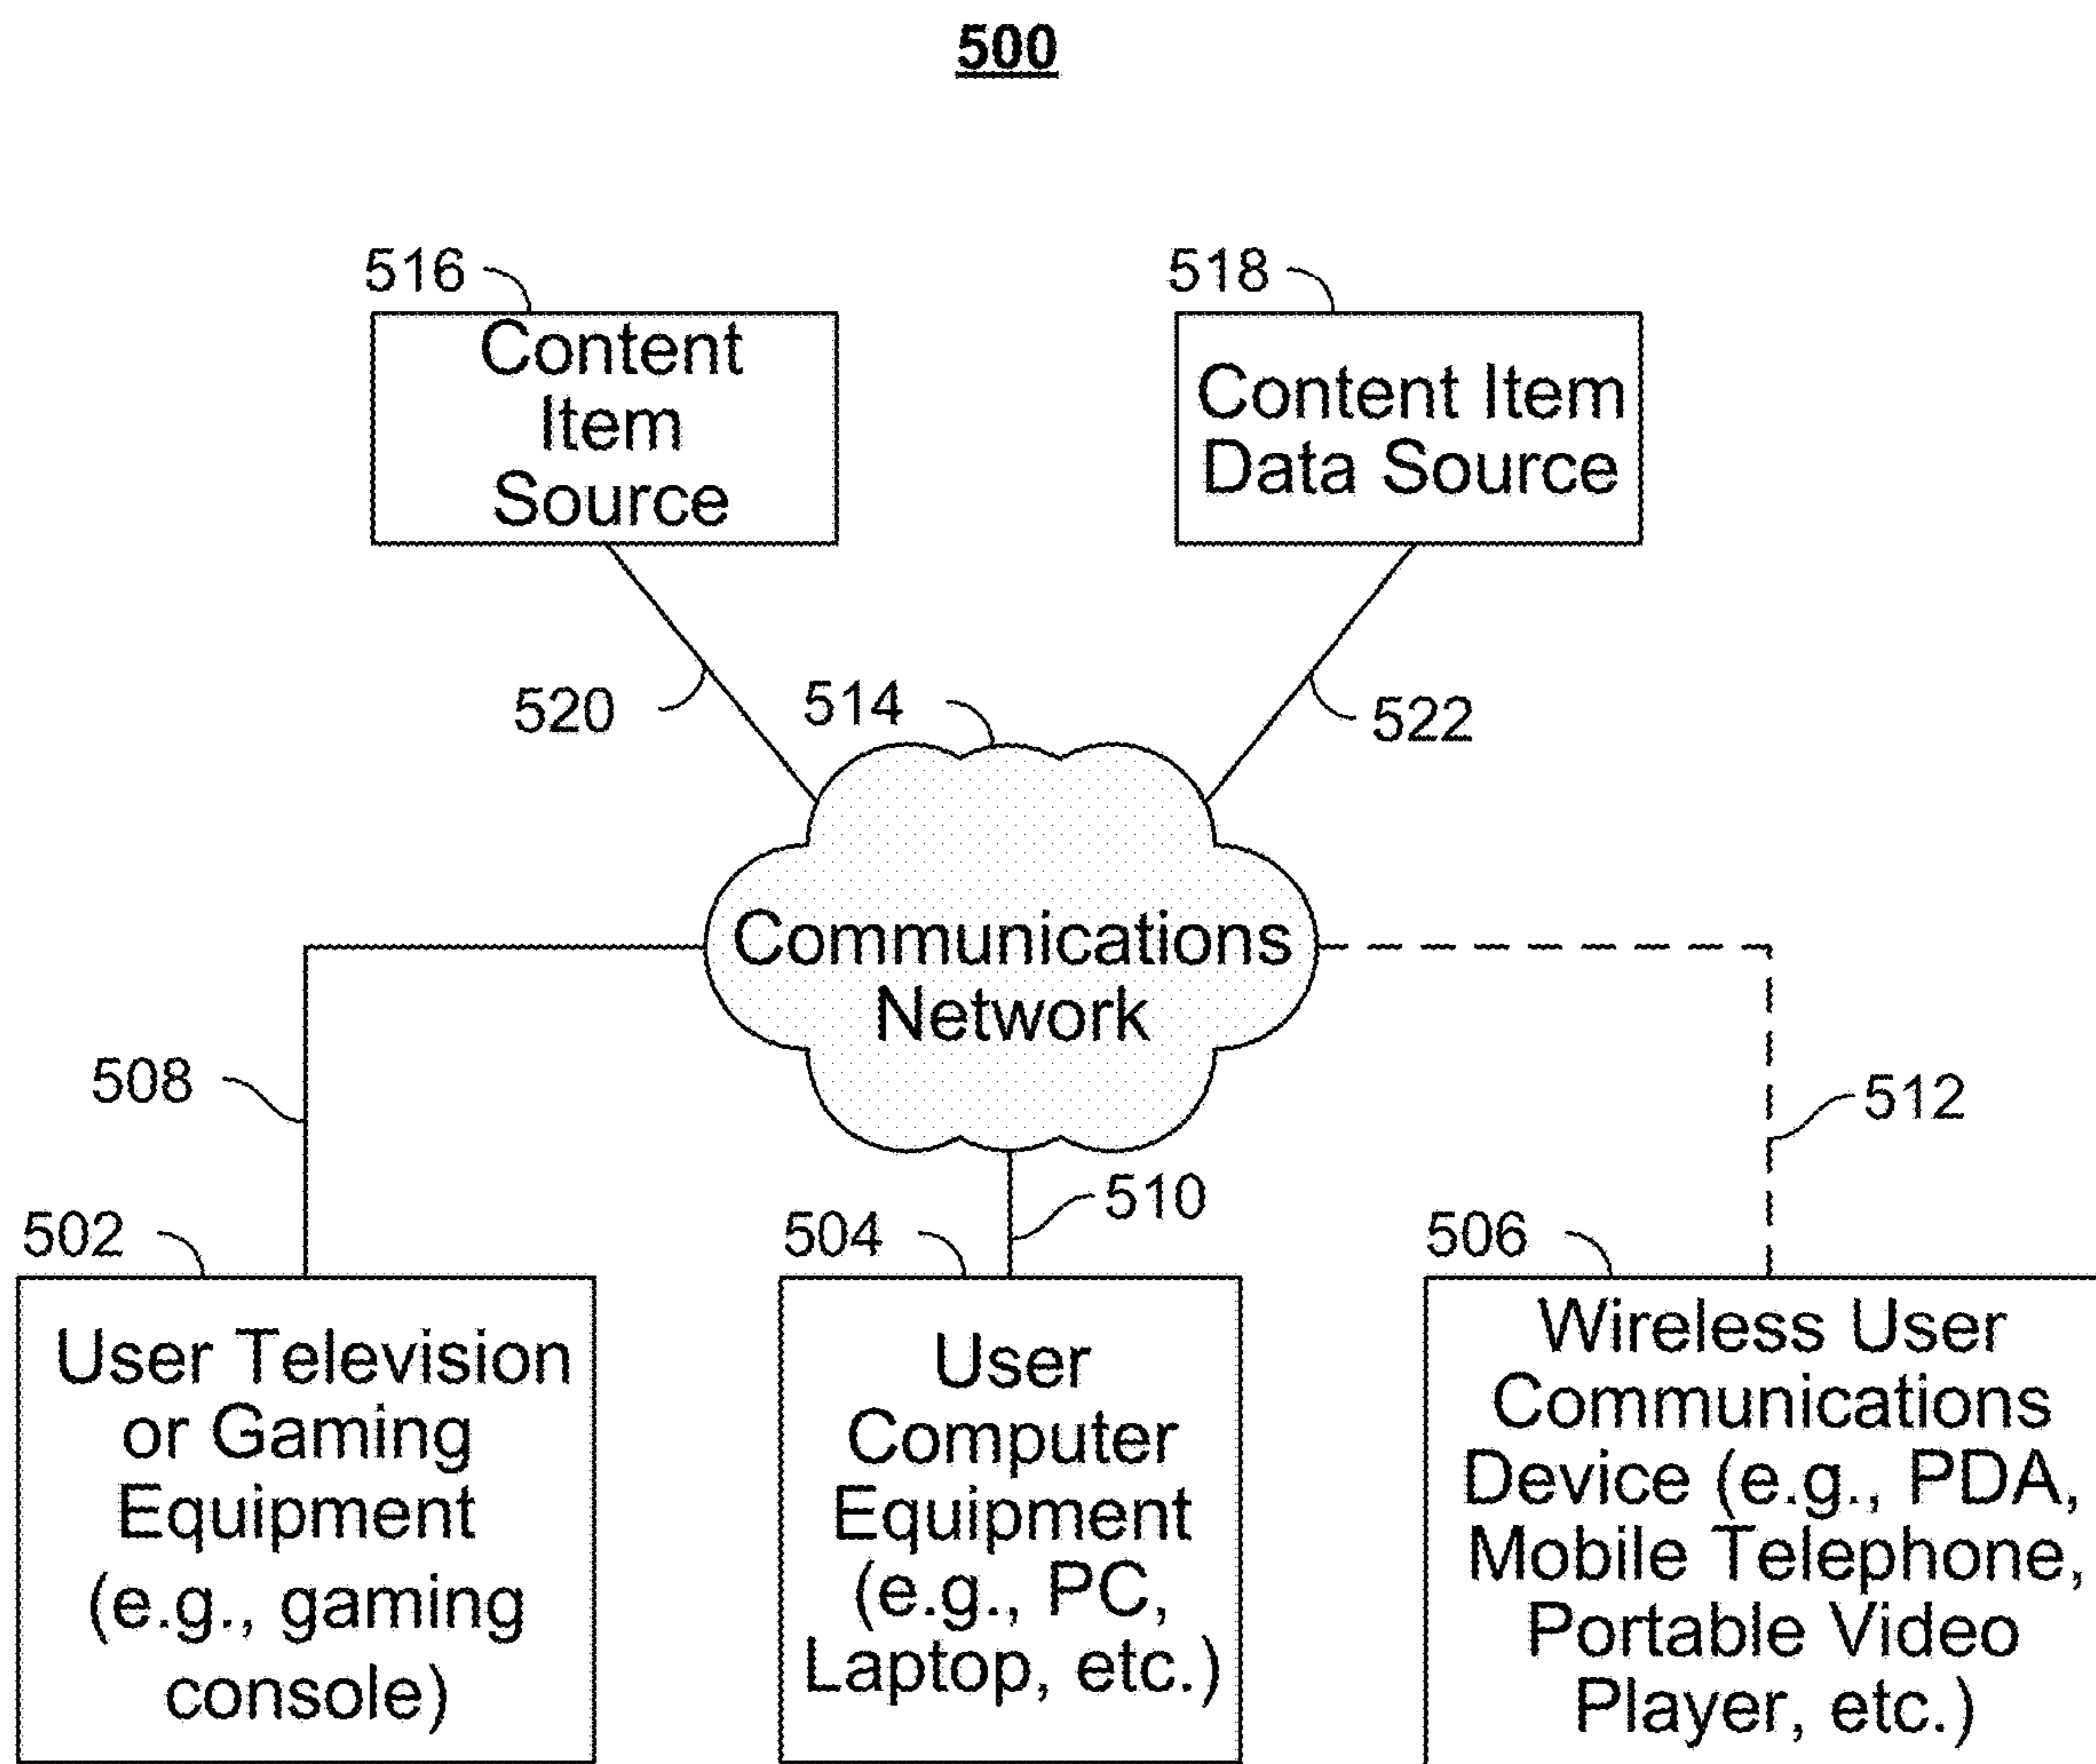 500
516
518
Content
Item
Source
Content Item
Data Source
520
514
522
Communications
Network
508
512
510
502
504
506
User Television
or Gaming
Equipment
(e.g., gaming
console)
User
Computer
Equipment
(e.g., PC,
Laptop, etc.)
Wireless User
Communications
Device (e.g., PDA,
Mobile Telephone,
Portable Video
Player, etc.)